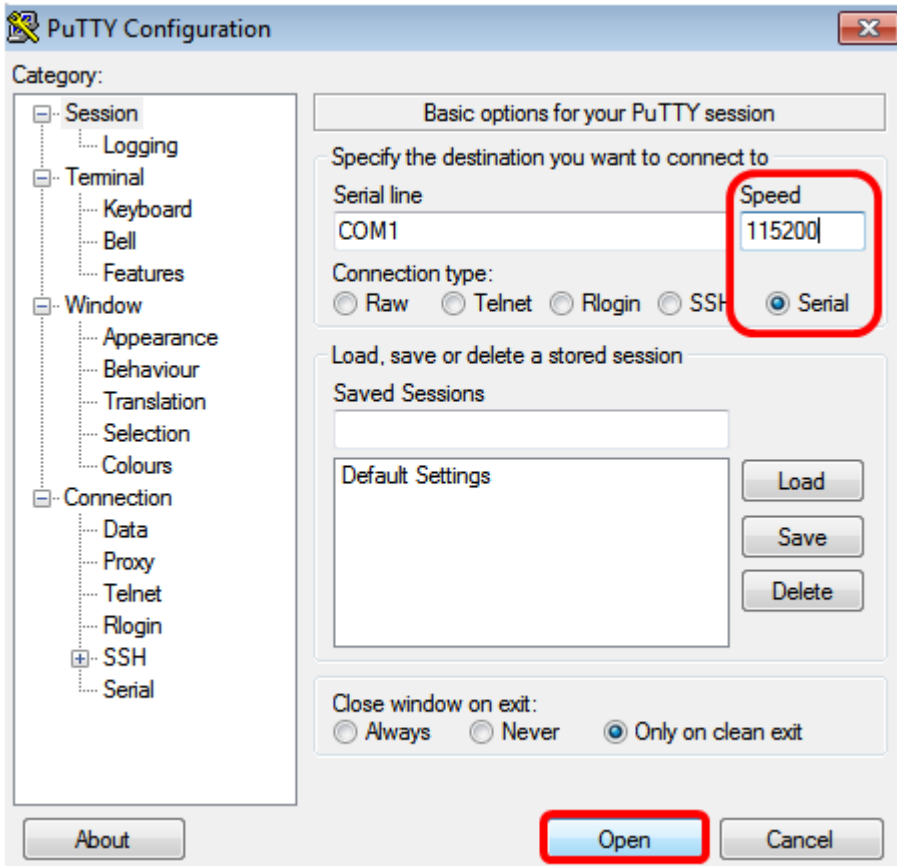 PuTTY Configuration
Category:
Session
Logging
Terminal
Keyboard
Bell
Features
Window
Appearance
Behaviour
Translation
Selection
Colours
Connection
Data
Proxy
Telnet
Rlogin
SSH
Serial
Basic options for your PuTTY session
Specify the destination you want to connect to
Serial line Speed
COM1 115200
Connection type:
Raw Telnet Rlogin SSH Serial
Load, save or delete a stored session
Saved Sessions
Default Settings
Load
Save
Delete
Close window on exit:
Always Never Only on clean exit
About Open Cancel